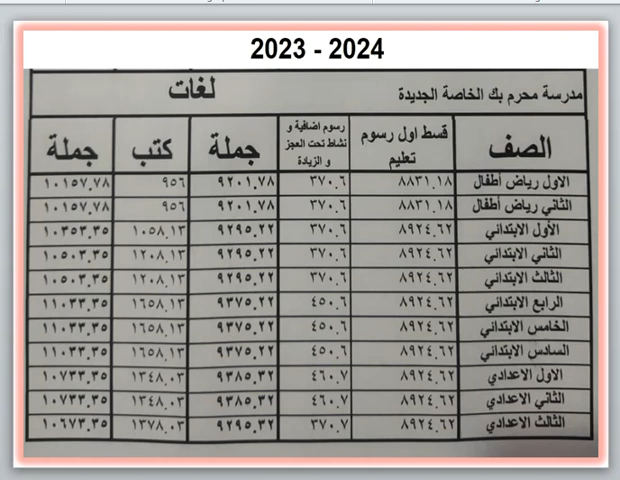 2023 - 2024
مدرسة محرم بك الخاصة الجديدة لغات
الصف قسط اول رسوم تعليم رسوم اضافية و نشاط تحت العجز و الزيادة جملة كتب جملة
الاول رياض أطفال ٨٨٣١.١٨ ٣٧٠.٦ ٩٢٠١.٧٨ ٩٥٦ ١٠١٥٧.٧٨
الثاني رياض أطفال ٨٨٣١.١٨ ٣٧٠.٦ ٩٢٠١.٧٨ ٩٥٦ ١٠١٥٧.٧٨
الأول الابتدائي ٨٩٢٤.٦٢ ٣٧٠.٦ ٩٢٩٥.٢٢ ١٠٥٨.١٣ ١٠٣٥٣.٣٥
الثاني الابتدائي ٨٩٢٤.٦٢ ٣٧٠.٦ ٩٢٩٥.٢٢ ١٢٠٨.١٣ ١٠٥٠٣.٣٥
الثالث الابتدائي ٨٩٢٤.٦٢ ٣٧٠.٦ ٩٢٩٥.٢٢ ١٢٠٨.١٣ ١٠٥٠٣.٣٥
الرابع الابتدائي ٨٩٢٤.٦٢ ٤٥٠.٦ ٩٣٧٥.٢٢ ١٦٥٨.١٣ ١١٠٣٣.٣٥
الخامس الابتدائي ٨٩٢٤.٦٢ ٤٥٠.٦ ٩٣٧٥.٢٢ ١٦٥٨.١٣ ١١٠٣٣.٣٥
السادس الابتدائي ٨٩٢٤.٦٢ ٤٥٠.٦ ٩٣٧٥.٢٢ ١٦٥٨.١٣ ١١٠٣٣.٣٥
الاول الاعدادي ٨٩٢٤.٦٢ ٤٦٠.٧ ٩٣٨٥.٣٢ ١٣٤٨.٠٣ ١٠٧٣٣.٣٥
الثاني الاعدادي ٨٩٢٤.٦٢ ٤٦٠.٧ ٩٣٨٥.٣٢ ١٣٤٨.٠٣ ١٠٧٣٣.٣٥
الثالث الاعدادي ٨٩٢٤.٦٢ ٣٧٠.٧ ٩٢٩٥.٣٢ ١٣٧٨.٠٣ ١٠٦٧٣.٣٥